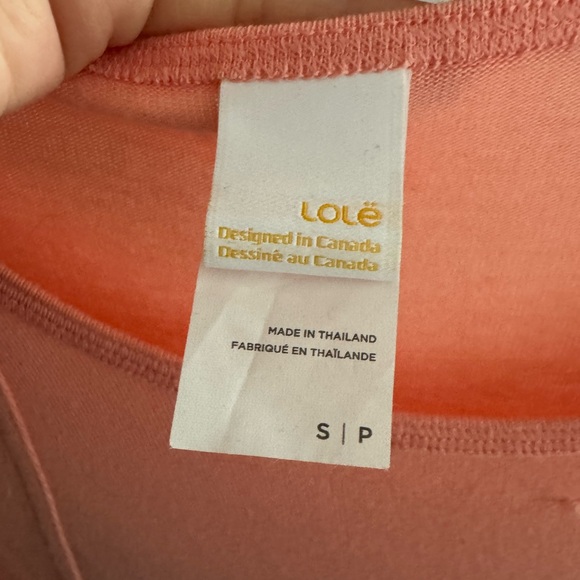 LOLË
Designed in Canada
Dessiné au Canada
MADE IN THAILAND
FABRIQUÉ EN THAÏLANDE
S | P